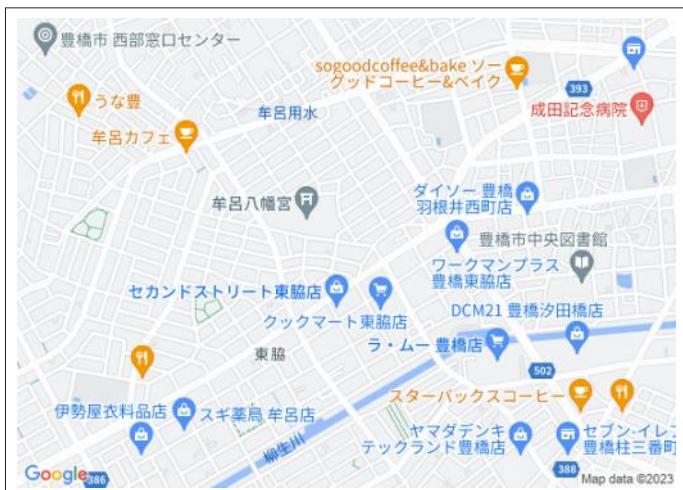 豊橋市 西部窓口センター
sogoodcoffee&bake ソー
グッドコーヒー&ベイク
393
うな豊
牟呂用水
成田記念病院
牟呂カフェ
ダイソー 豊橋
羽根井西町店
牟呂八幡宮
豊橋市中央図書館
ワークマンプラス
豊橋東脇店
セカンドストリート東脇店
クックマート東脇店
DCM21 豊橋汐田橋店
東脇
ラ・ムー 豊橋店
502
スターバックスコーヒー
伊勢屋衣料品店
スギ薬局 牟呂店
柳生川
ヤマダデンキ
テックランド豊橋店
セブン-イレブ
豊橋柱三番町
Google
386
388
Map data ©2023